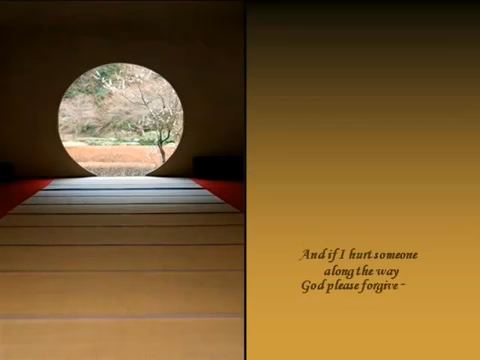 And if I hurt someone
along the way
God please forgive -